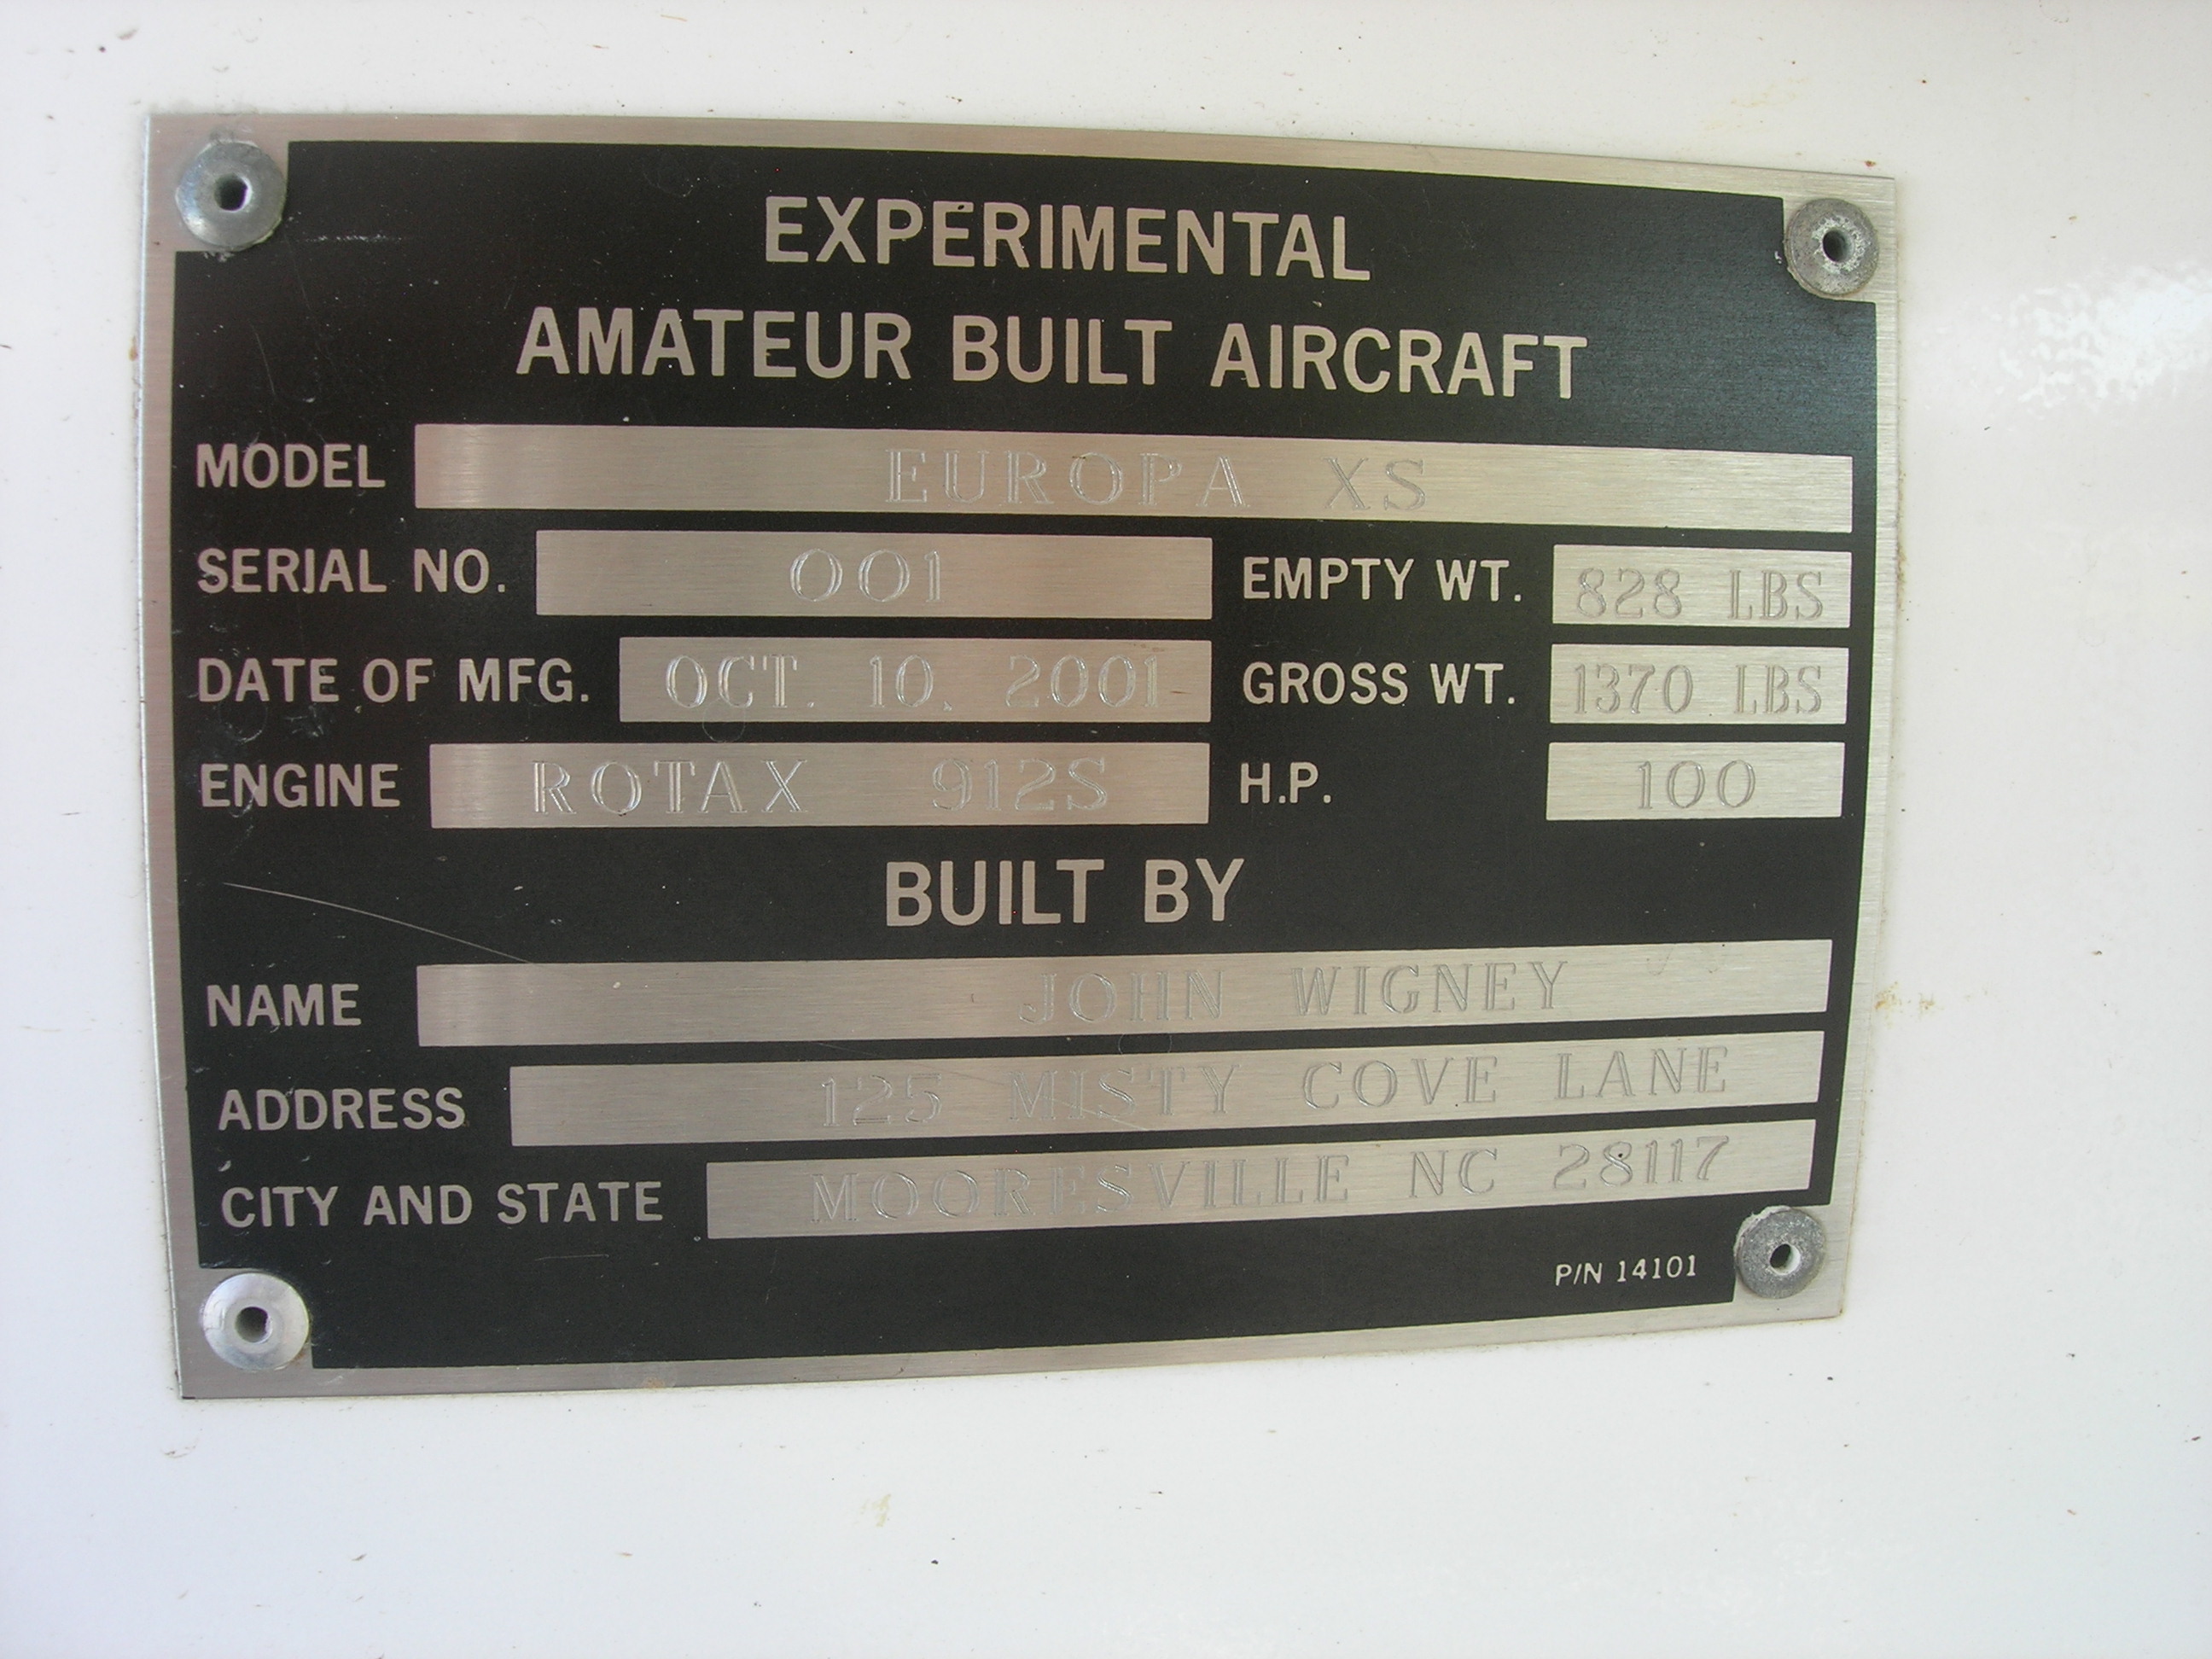 EXPERIMENTAL
AMATEUR BUILT AIRCRAFT
MODEL EUROPA XS
SERIAL NO. 001 EMPTY WT. 828 LBS
DATE OF MFG. OCT. 10, 2001 GROSS WT. 1370 LBS
ENGINE ROTAX 912S H.P. 100
BUILT BY
NAME JOHN WIGNEY
ADDRESS 125 MISTY COVE LANE
CITY AND STATE MOORESVILLE NC 28117
P/N 14101